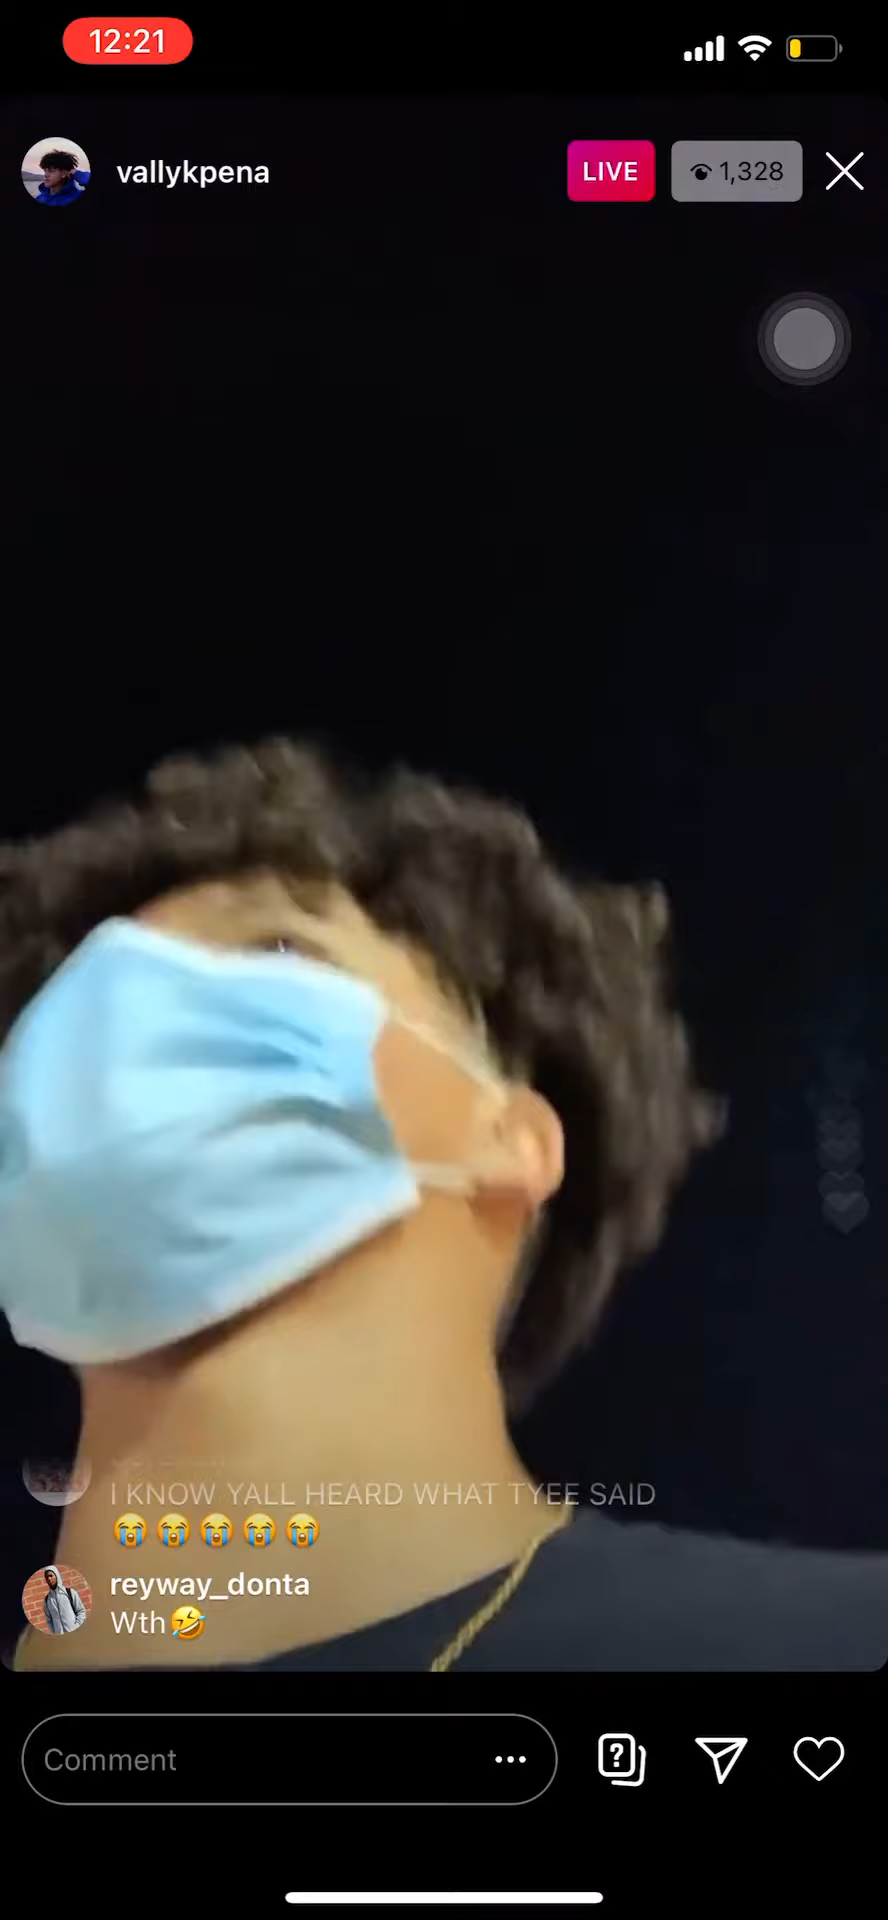 12:21
vallykpena
LIVE
1,328
I KNOW YALL HEARD WHAT TYEE SAID
😭😭😭😭😭
reyway_donta
Wth🤣
Comment